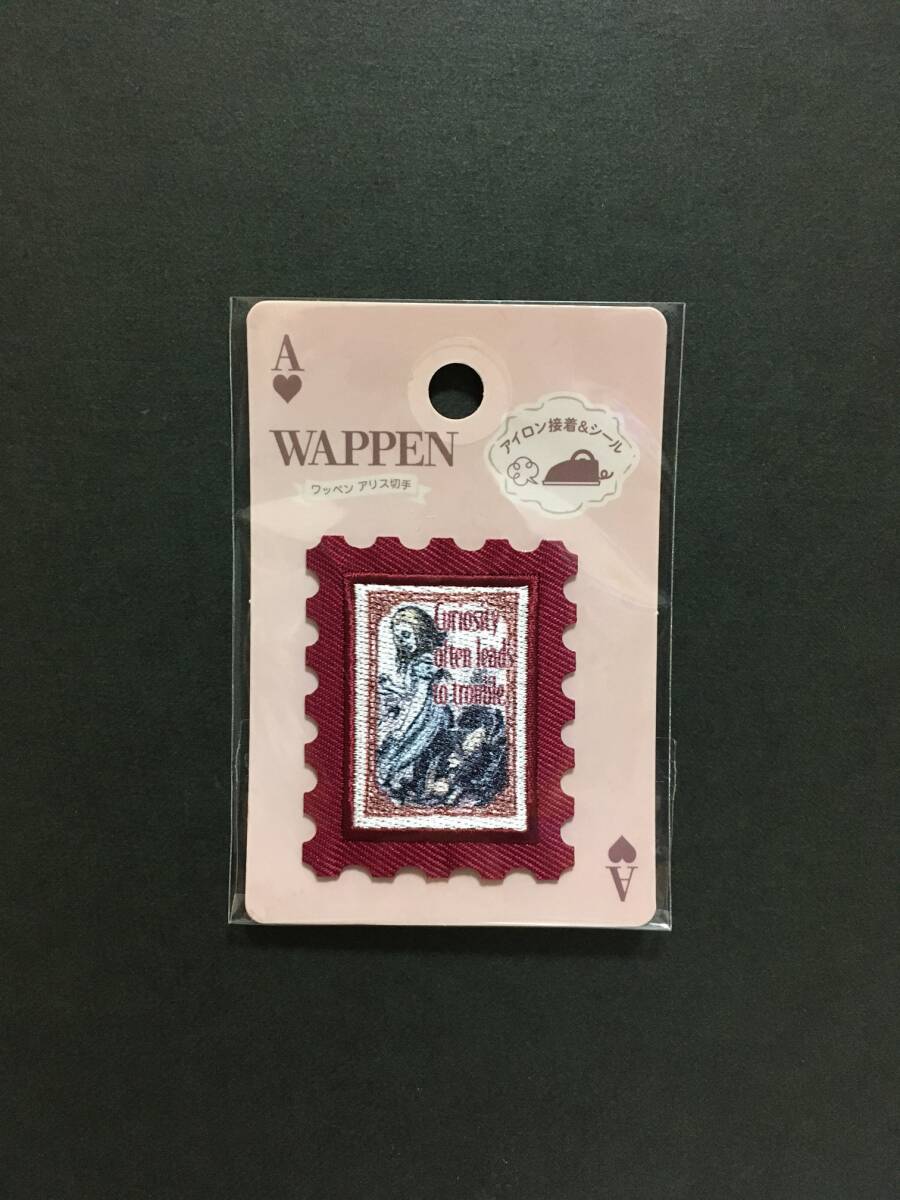 A
WAPPEN
ワッペン アリス切手
アイロン接着&シール
Curiosity
often leads
to trouble
A